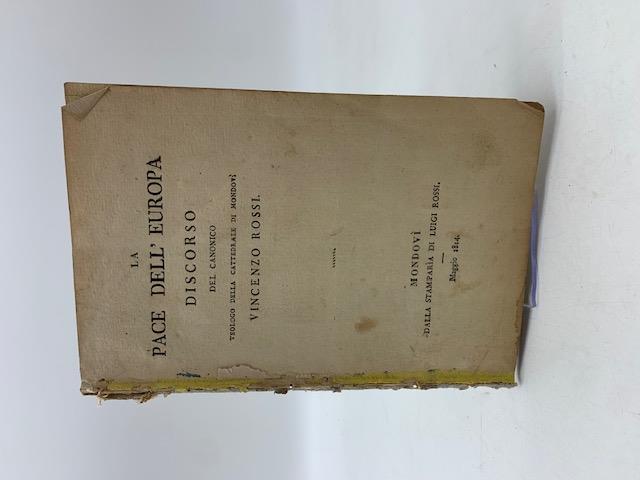 LA
PACE DELL' EUROPA
DISCORSO
DEL CANONICO
TEOLOGO DELLA CATTEDRALE DI MONDOVÌ
VINCENZO ROSSI.
MONDOVÌ
DALLA STAMPARÌA DI LUIGI ROSSI.
Maggio 1814.